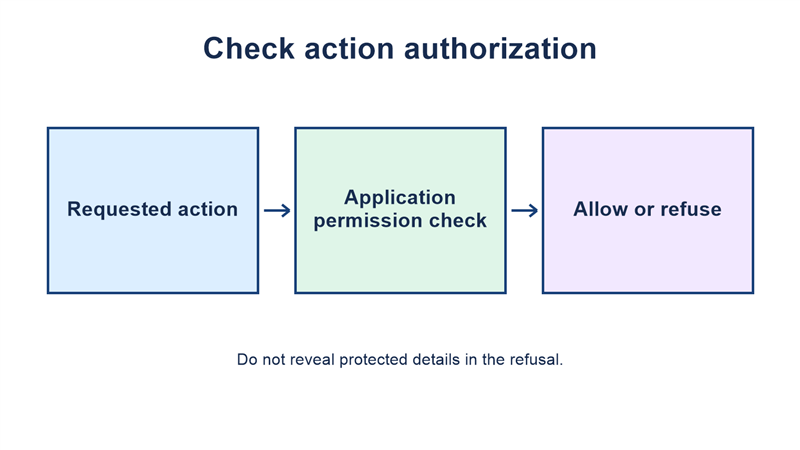 Check action authorization
Requested action
Application
permission check
Allow or refuse
Do not reveal protected details in the refusal.